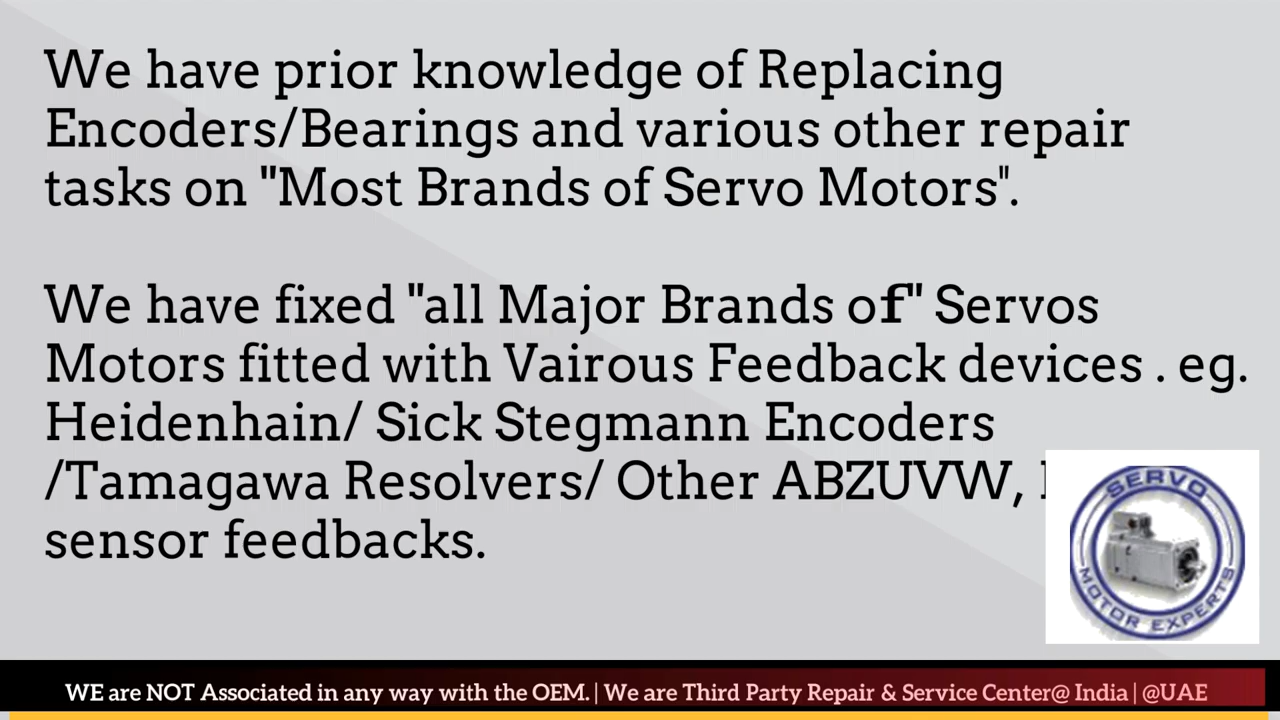 We have prior knowledge of Replacing
Encoders/Bearings and various other repair
tasks on "Most Brands of Servo Motors".
We have fixed "all Major Brands of" Servos
Motors fitted with Vairous Feedback devices . eg.
Heidenhain/ Sick Stegmann Encoders
/Tamagawa Resolvers/ Other ABZUVW,
sensor feedbacks.
SERVO
MOTOR EXPERTS
WE are NOT Associated in any way with the OEM. | We are Third Party Repair & Service Center@ India | @UAE